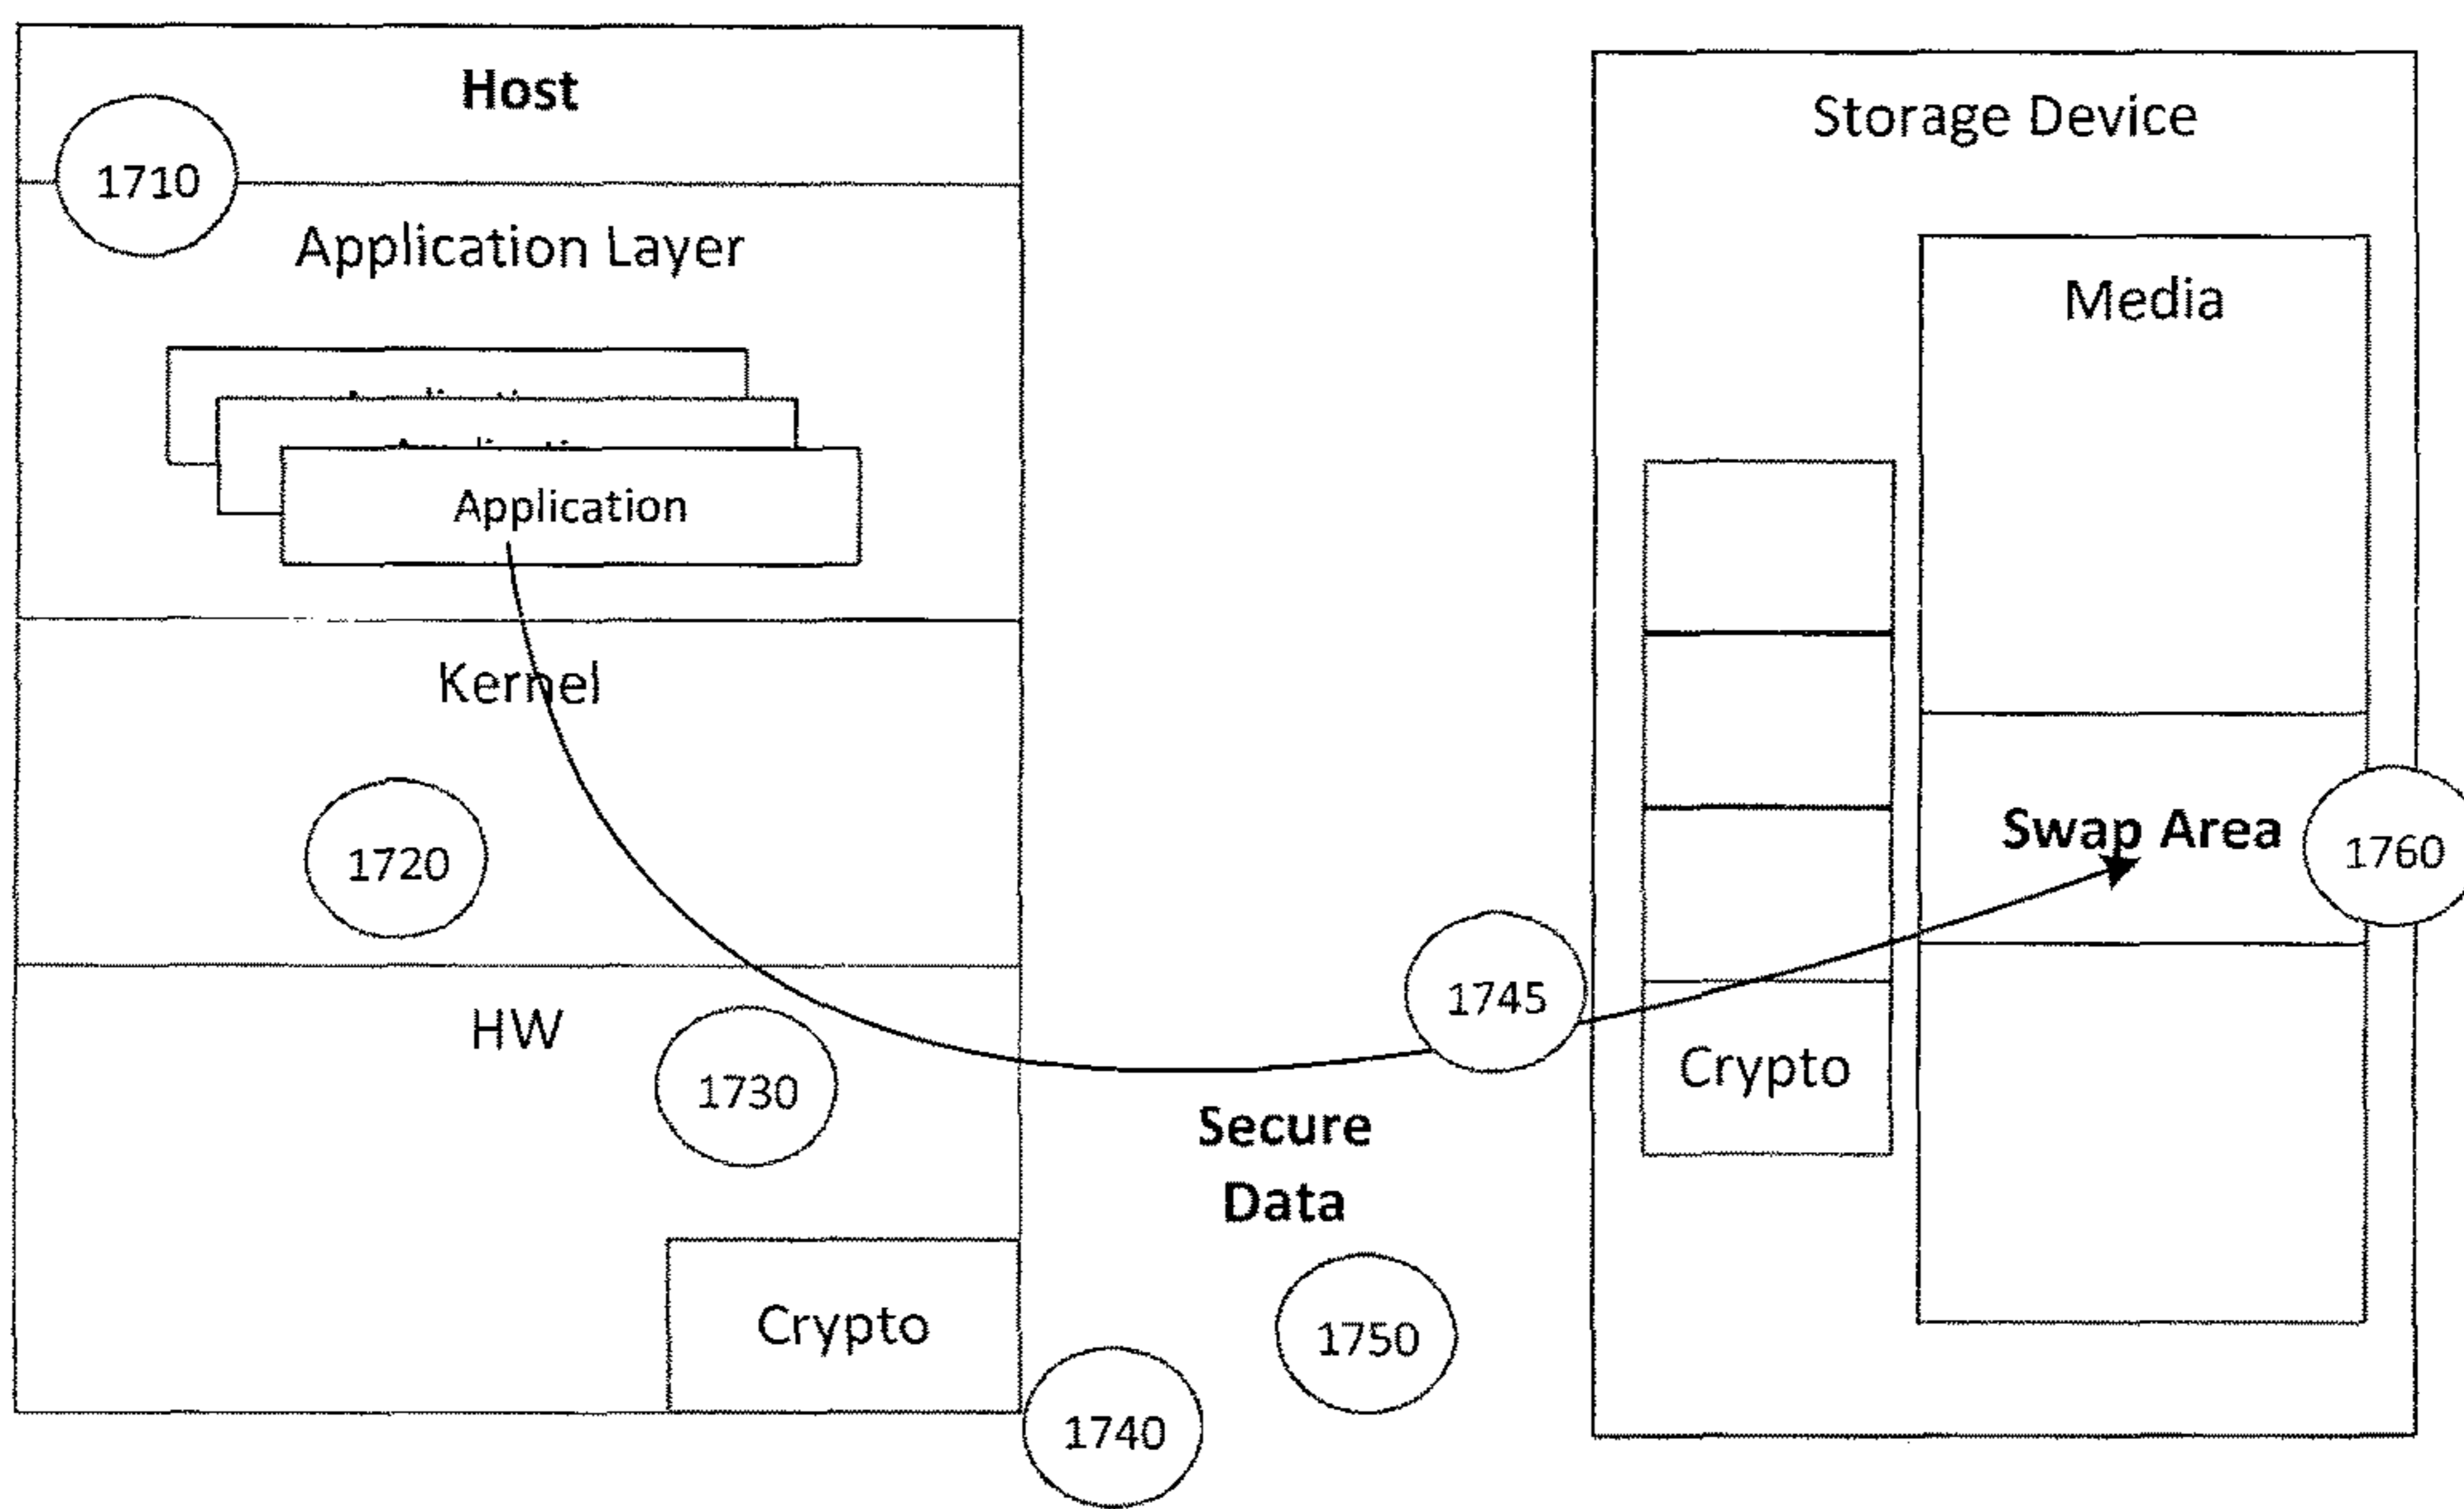 Host
1710
Application Layer
Application
Kernel
1720
HW
1730
Crypto
1740
Secure
Data
1750
1745
Storage Device
Media
Swap Area
1760
Crypto